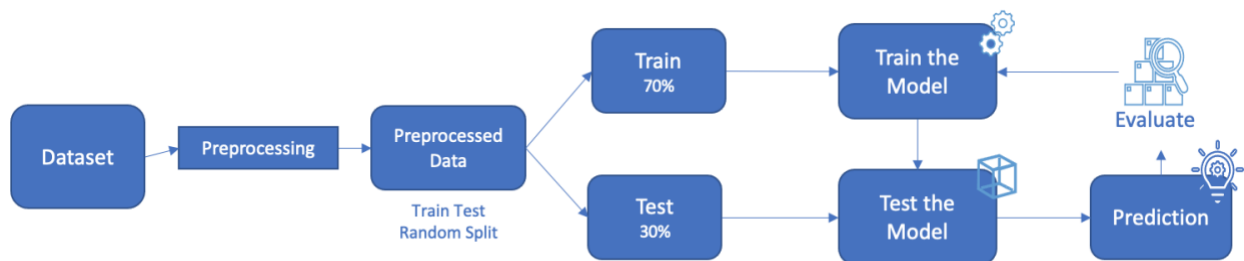 Dataset
Preprocessing
Preprocessed
Data
Train Test
Random Split
Train
70%
Test
30%
Train the
Model
Test the
Model
Evaluate
Prediction